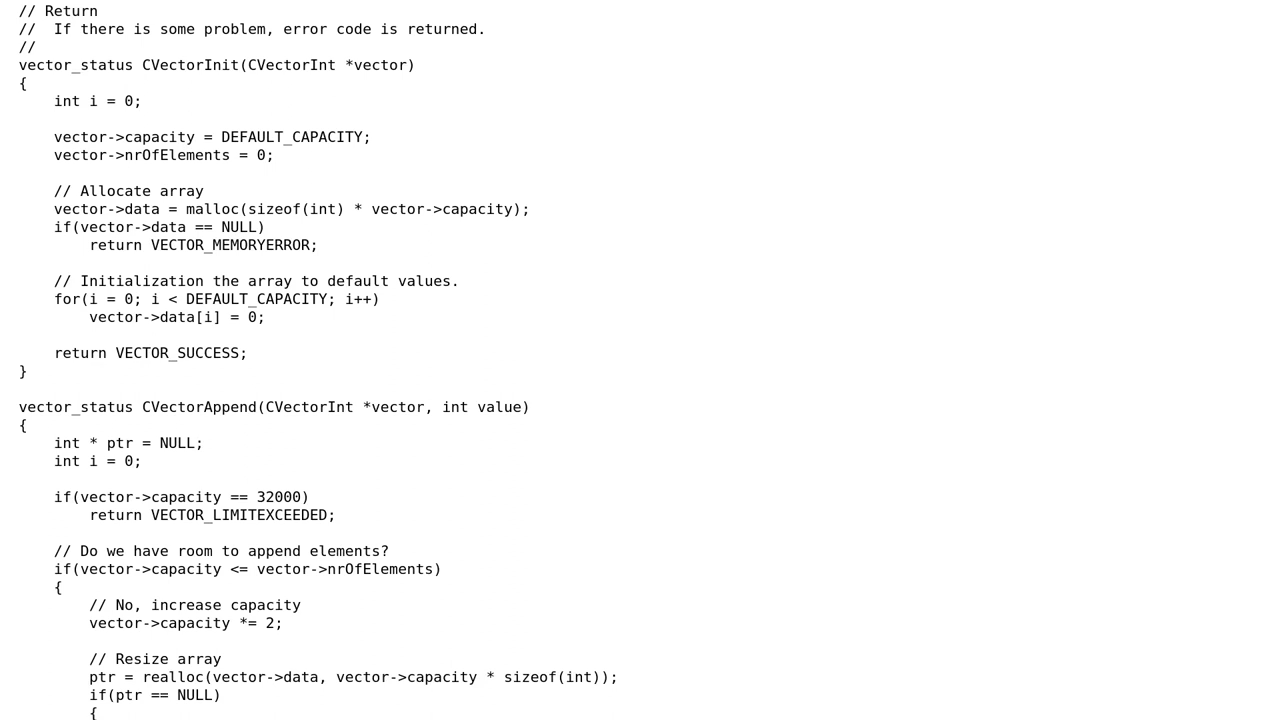 // Return
//  If there is some problem, error code is returned.
//
vector_status CVectorInit(CVectorInt *vector)
{
    int i = 0;

    vector->capacity = DEFAULT_CAPACITY;
    vector->nrOfElements = 0;

    // Allocate array
    vector->data = malloc(sizeof(int) * vector->capacity);
    if(vector->data == NULL)
        return VECTOR_MEMORYERROR;

    // Initialization the array to default values.
    for(i = 0; i < DEFAULT_CAPACITY; i++)
        vector->data[i] = 0;

    return VECTOR_SUCCESS;
}

vector_status CVectorAppend(CVectorInt *vector, int value)
{
    int * ptr = NULL;
    int i = 0;

    if(vector->capacity == 32000)
        return VECTOR_LIMITEXCEEDED;

    // Do we have room to append elements?
    if(vector->capacity <= vector->nrOfElements)
    {
        // No, increase capacity
        vector->capacity *= 2;

        // Resize array
        ptr = realloc(vector->data, vector->capacity * sizeof(int));
        if(ptr == NULL)
        {